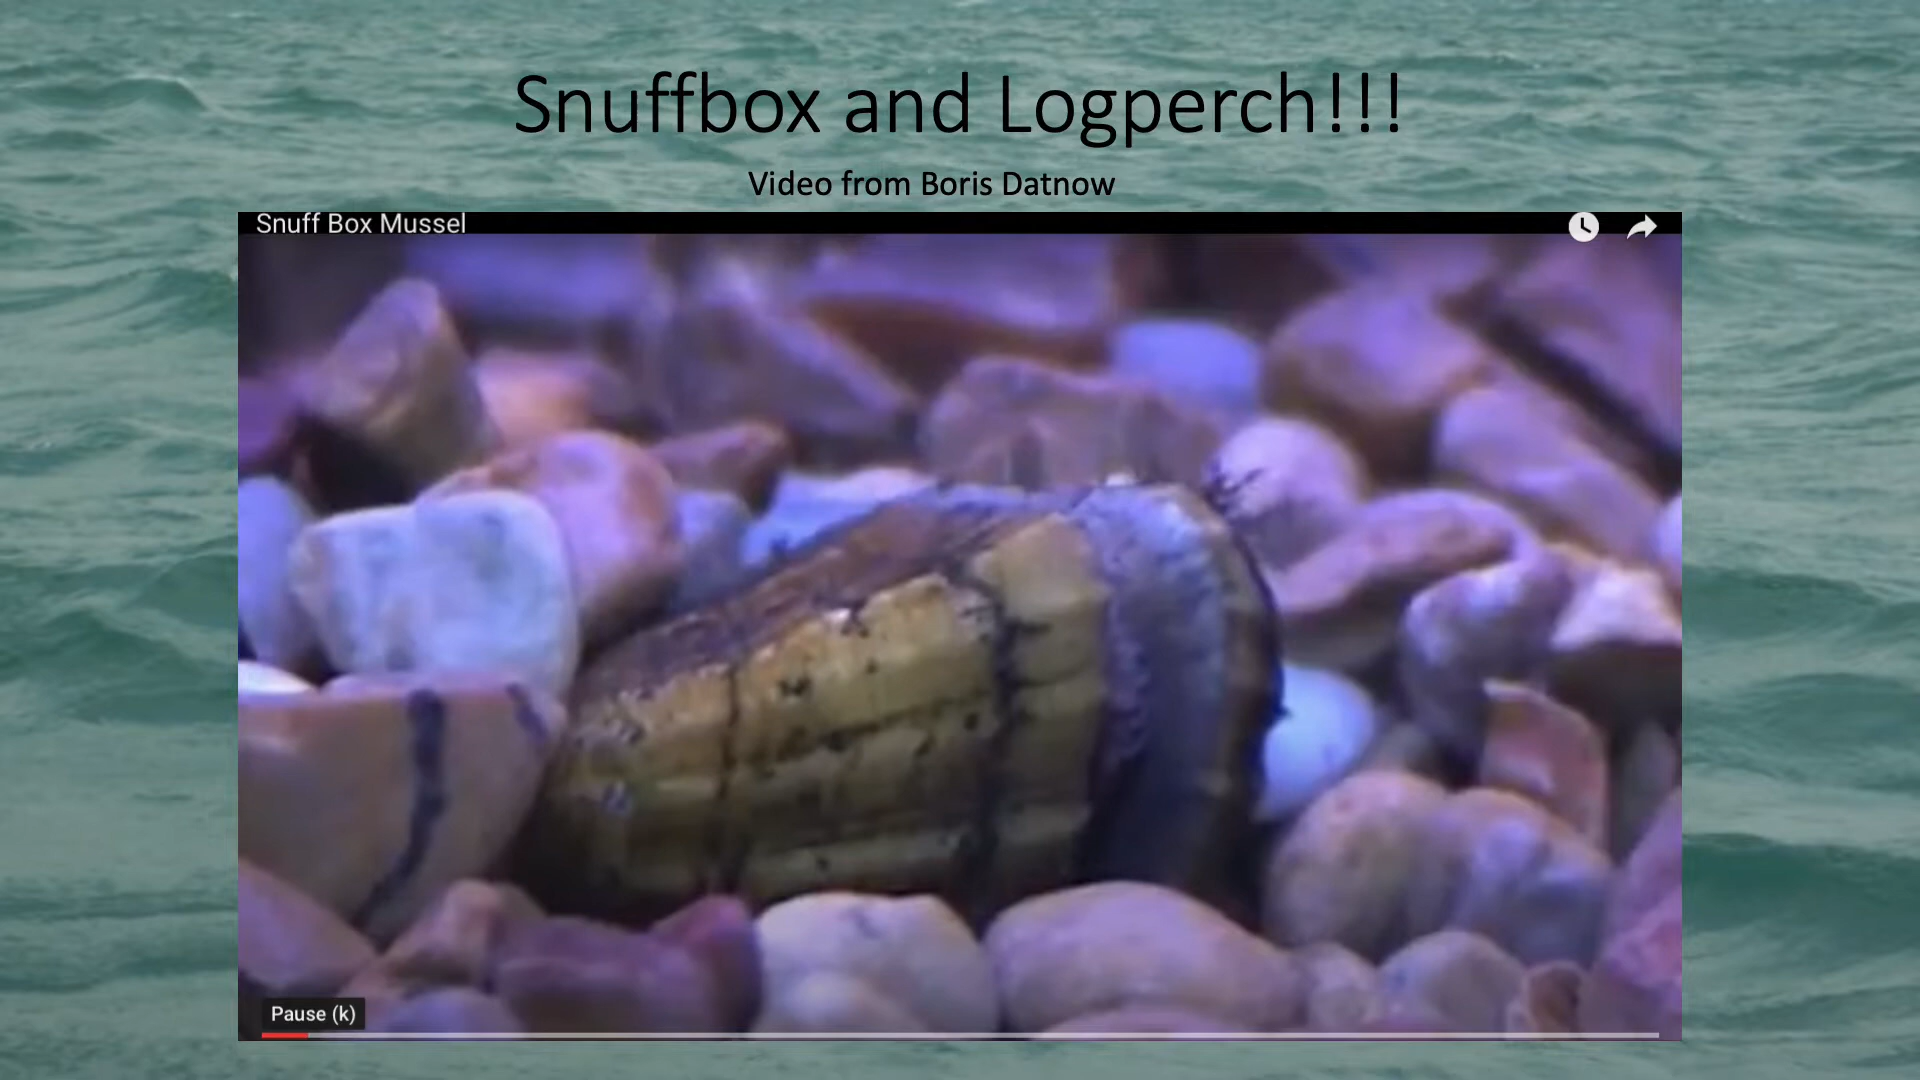 Snuffbox and Logperch!!!
Video from Boris Datnow
Snuff Box Mussel
Pause (k)